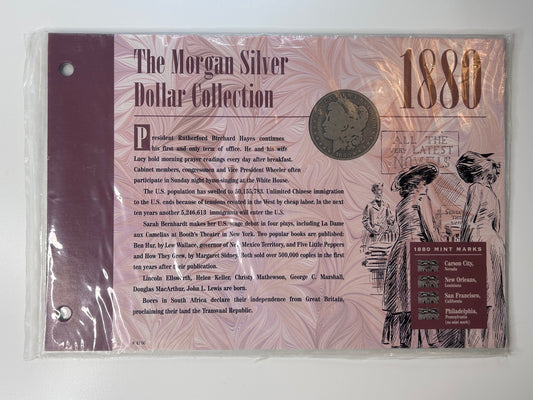 The Morgan Silver
Dollar Collection
1880
President Rutherford Birchard Hayes continues
his first and only term of office. He and his wife
Lucy hold morning prayer readings every day after breakfast.
Cabinet members, congressmen and Vice President Wheeler often
participate in Sunday night hymn-singing at the White House.
The U.S. population has swelled to 50,155,783. Unlimited Chinese immigration
to the U.S. ends because of tensions created in the West by cheap labor. In the next
ten years another 5,246,613 immigrants will enter the U.S.
Sarah Bernhardt makes her U.S. stage debut in four plays, including La Dame
aux Camelias at Booth's Theater in New York. Two popular books are published:
Ben Hur, by Lew Wallace, governor of New Mexico Territory, and Five Little Peppers
and How They Grew, by Margaret Sidney. Both sold over 500,000 copies in the first
ten years after their publication.
Lincoln Ellsworth, Helen Keller, Christy Mathewson, George C. Marshall,
Douglas MacArthur, John L. Lewis are born.
Boers in South Africa declare their independence from Great Britain,
proclaiming their land the Transvaal Republic.
ALL THE
VERY LATEST
NOVELS
1880 MINT MARKS
Carson City,
Nevada
New Orleans,
Louisiana
San Francisco,
California
Philadelphia,
Pennsylvania
(no mint mark)